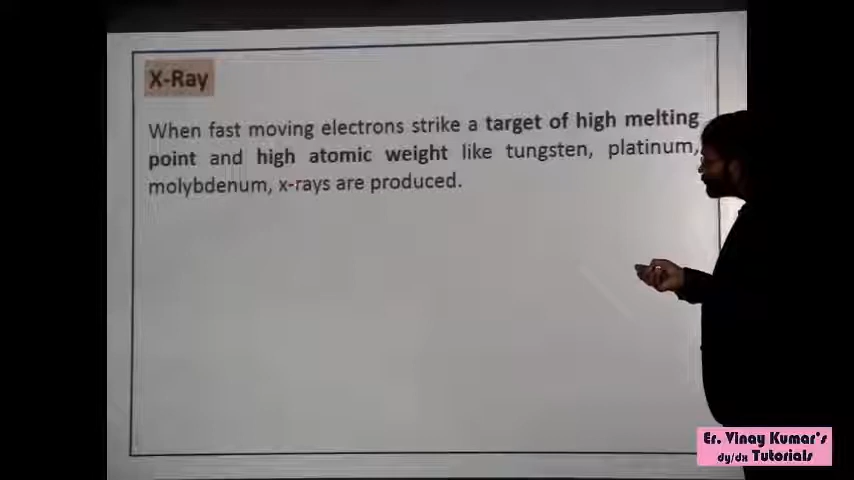 X-Ray
When fast moving electrons strike a target of high melting
point and high atomic weight like tungsten, platinum,
molybdenum, x-rays are produced.
Er. Vinay Kumar's
dy/dx Tutorials